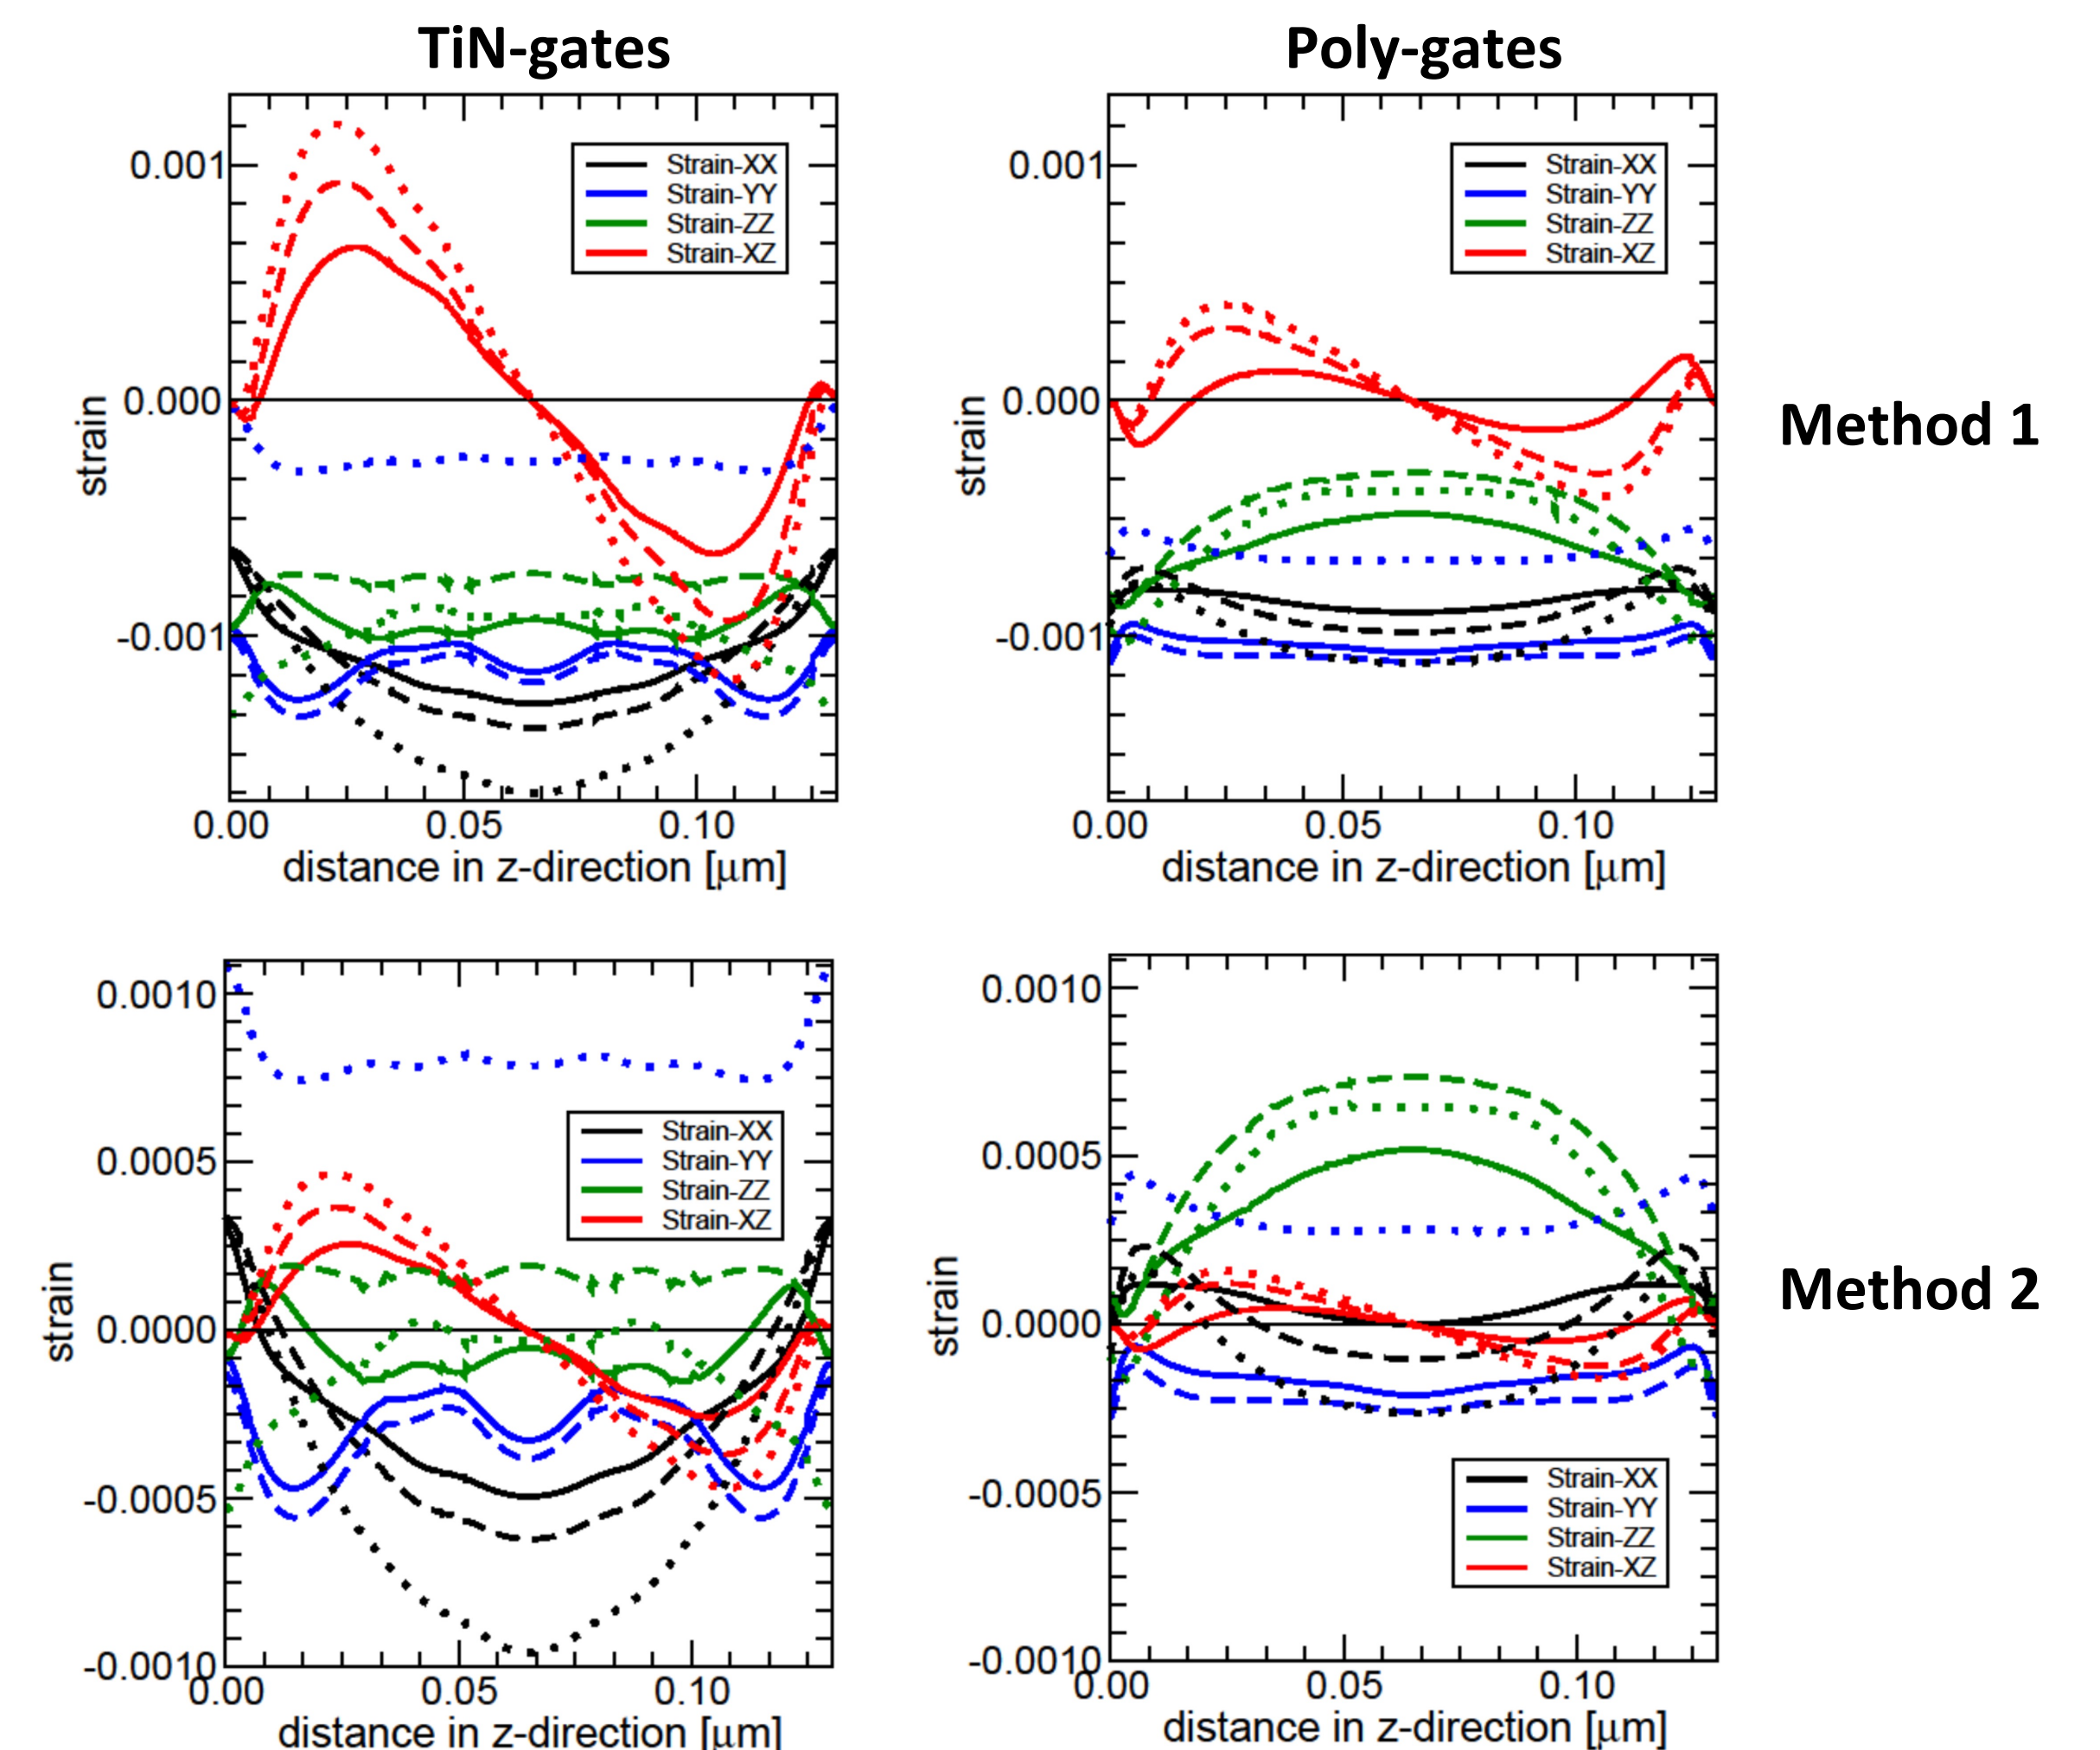 TiN-gates
Poly-gates
0.001
0.000
-0.001
strain
Strain-XX
Strain-YY
Strain-ZZ
Strain-XZ
0.00 0.05 0.10
distance in z-direction [μm]
0.001
0.000
-0.001
strain
Strain-XX
Strain-YY
Strain-ZZ
Strain-XZ
0.00 0.05 0.10
distance in z-direction [μm]
Method 1
0.0010
0.0005
0.0000
-0.0005
-0.0010
strain
Strain-XX
Strain-YY
Strain-ZZ
Strain-XZ
0.00 0.05 0.10
distance in z-direction [μm]
0.0010
0.0005
0.0000
-0.0005
-0.0010
strain
Strain-XX
Strain-YY
Strain-ZZ
Strain-XZ
0.00 0.05 0.10
distance in z-direction [μm]
Method 2